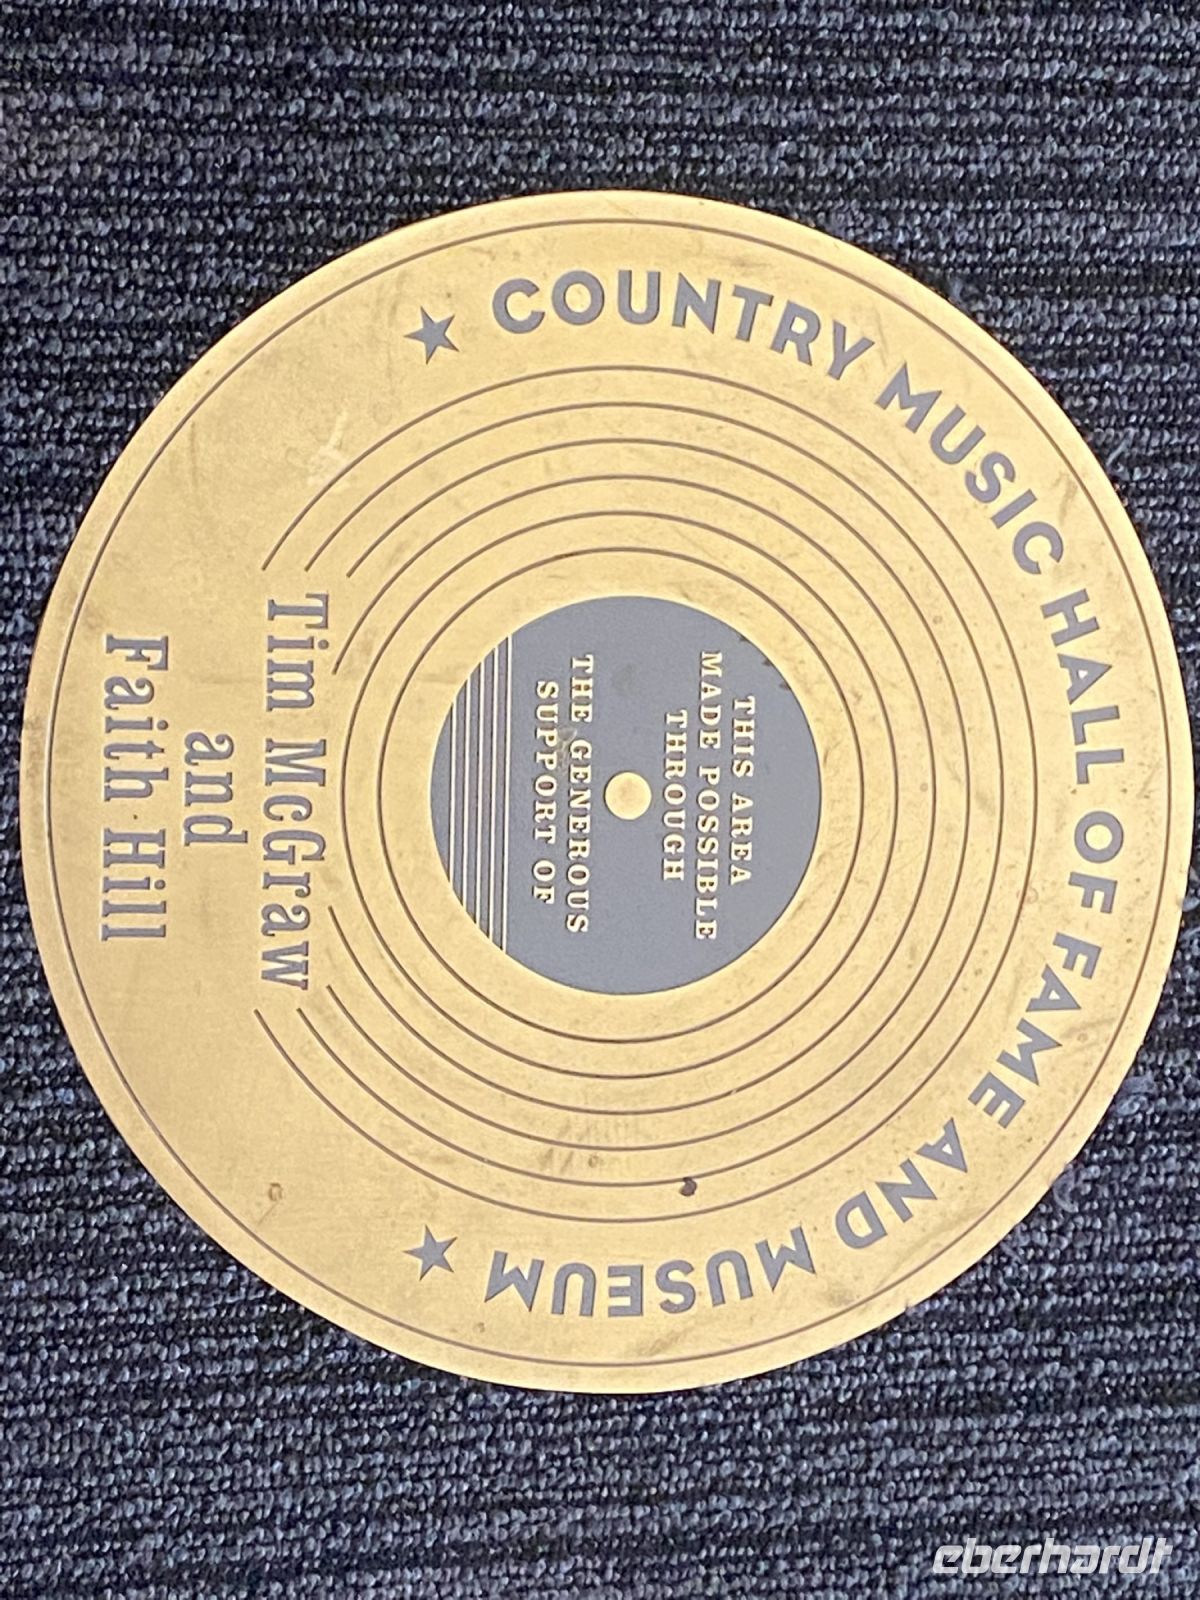 ★ COUNTRY MUSIC HALL OF FAME AND MUSEUM ★
THIS AREA
MADE POSSIBLE
THROUGH
THE GENEROUS
SUPPORT OF
Tim McGraw
and
Faith Hill
eberhardt